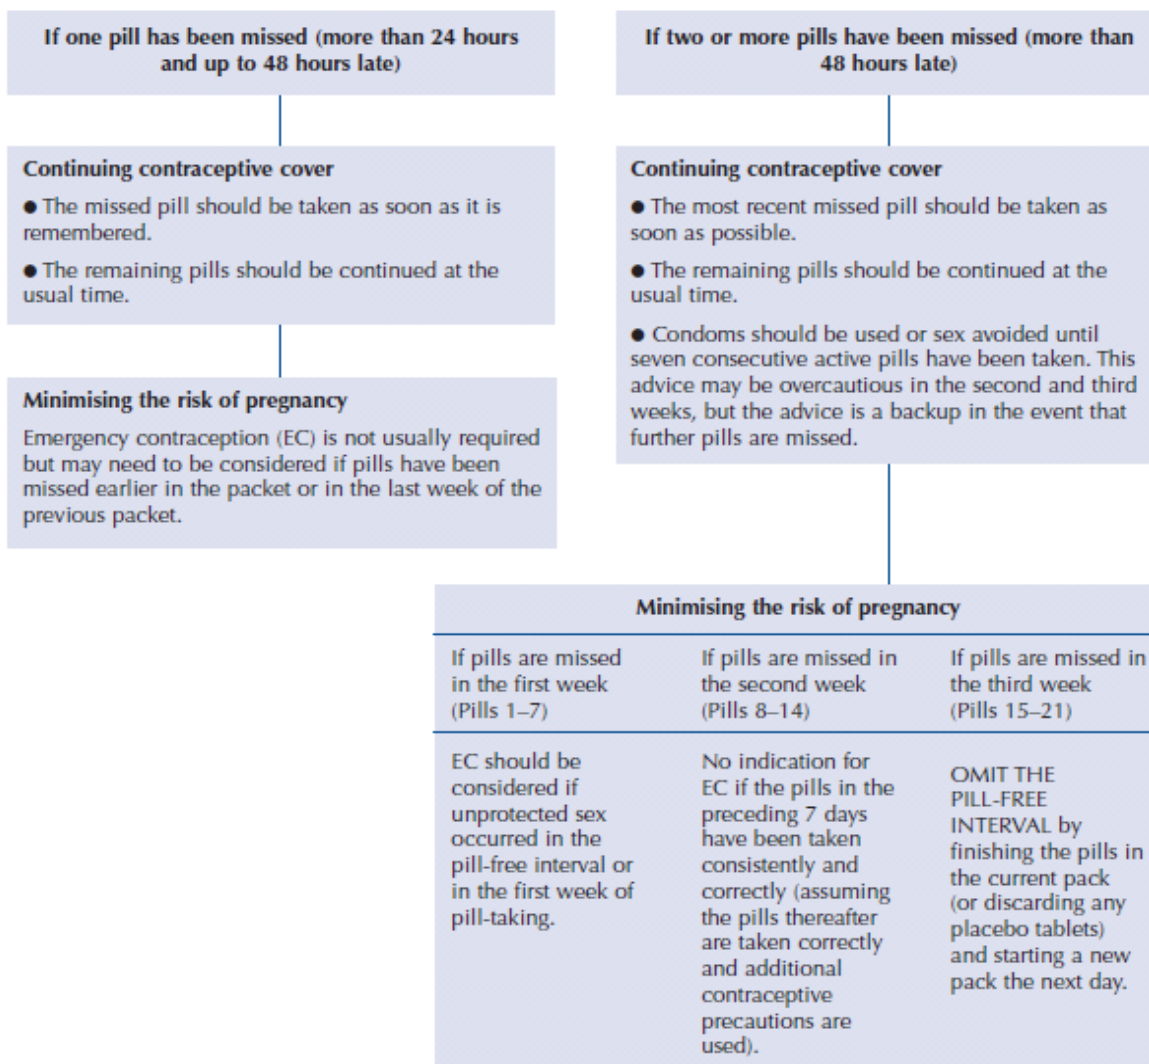 If one pill has been missed (more than 24 hours
and up to 48 hours late)
Continuing contraceptive cover
● The missed pill should be taken as soon as it is
remembered.
● The remaining pills should be continued at the
usual time.
Minimising the risk of pregnancy
Emergency contraception (EC) is not usually required
but may need to be considered if pills have been
missed earlier in the packet or in the last week of the
previous packet.
If two or more pills have been missed (more than
48 hours late)
Continuing contraceptive cover
● The most recent missed pill should be taken as
soon as possible.
● The remaining pills should be continued at the
usual time.
● Condoms should be used or sex avoided until
seven consecutive active pills have been taken. This
advice may be overcautious in the second and third
weeks, but the advice is a backup in the event that
further pills are missed.
Minimising the risk of pregnancy
If pills are missed
in the first week
(Pills 1–7)
EC should be
considered if
unprotected sex
occurred in the
pill-free interval or
in the first week of
pill-taking.
If pills are missed in
the second week
(Pills 8–14)
No indication for
EC if the pills in the
preceding 7 days
have been taken
consistently and
correctly (assuming
the pills thereafter
are taken correctly
and additional
contraceptive
precautions are
used).
If pills are missed in
the third week
(Pills 15–21)
OMIT THE
PILL-FREE
INTERVAL by
finishing the pills in
the current pack
(or discarding any
placebo tablets)
and starting a new
pack the next day.